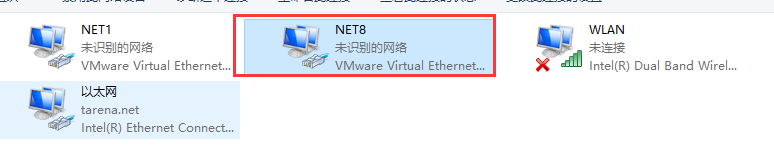 NET1
未识别的网络
VMware Virtual Ethernet...
NET8
未识别的网络
VMware Virtual Ethernet...
WLAN
未连接
Intel(R) Dual Band Wirel...
以太网
tarena.net
Intel(R) Ethernet Connect...